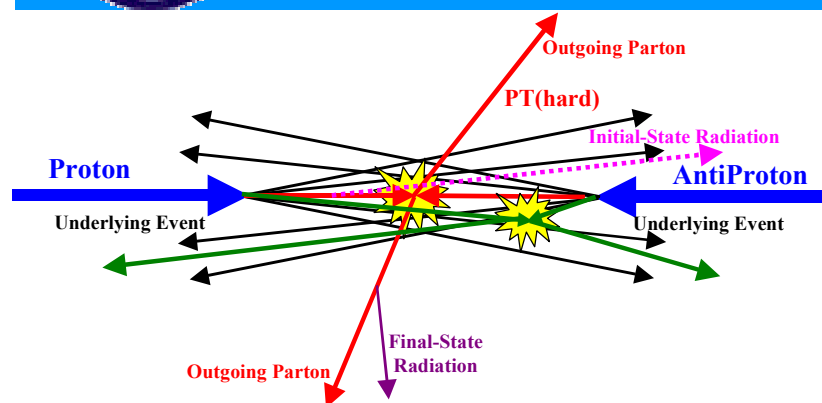 Outgoing Parton
PT(hard)
Initial-State Radiation
Proton
AntiProton
Underlying Event
Underlying Event
Final-State
Radiation
Outgoing Parton